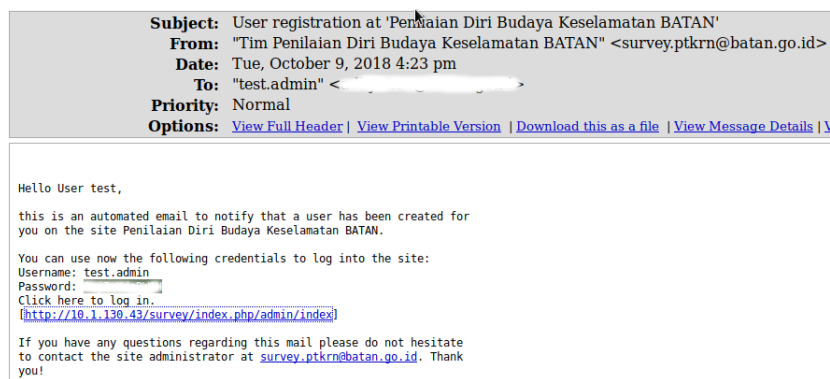 Subject: User registration at 'Penilaian Diri Budaya Keselamatan BATAN'
From: "Tim Penilaian Diri Budaya Keselamatan BATAN" <survey.ptkrn@batan.go.id>
Date: Tue, October 9, 2018 4:23 pm
To: "test.admin" < >
Priority: Normal
Options: View Full Header | View Printable Version | Download this as a file | View Message Details |
Hello User test,
this is an automated email to notify that a user has been created for
you on the site Penilaian Diri Budaya Keselamatan BATAN.
You can use now the following credentials to log into the site:
Username: test.admin
Password:
Click here to log in.
[http://10.1.130.43/survey/index.php/admin/index]
If you have any questions regarding this mail please do not hesitate
to contact the site administrator at survey.ptkrn@batan.go.id. Thank
you!